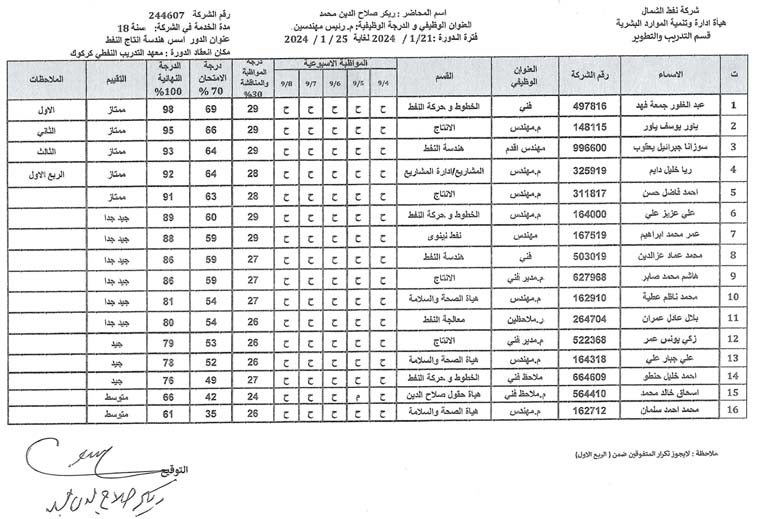 شركة نفط الشمال
هيأة ادارة وتنمية الموارد البشرية
قسم التدريب والتطوير
اسم المحاضر : ريكر صلاح الدين محمد
العنوان الوظيفي و الدرجة الوظيفية: م.رئيس مهندسين
فترة الدورة : 1/21/ 2024 لغاية 25 / 1/ 2024
رقم الشركة 244607
مدة الخدمة في الشركة: سنة 18
عنوان الدور اسس هندسة انتاج النفط
مكان انعقاد الدورة : معهد التدريب النفطي كركوك
ت الاسماء رقم الشركة العنوان الوظيفي القسم المواظبة الاسبوعية 9/4 9/5 9/6 9/7 9/8 درجة المواظبة والمناقشة 30% درجة الامتحان 70 % الدرجة النهائية 100% التقييم الملاحظات
1 عبد الغفور جمعة فهد 497816 فني الخطوط و حركة النفط ح ح ح ح ح 29 69 98 ممتاز الاول
2 ياور يوسف ياور 148115 م.مهندس الانتاج ح ح ح ح ح 29 66 95 ممتاز الثاني
3 سوزانا جبرائيل يعقوب 996600 مهندس اقدم هندسة النفط ح ح ح ح ح 29 64 93 ممتاز الثالث
4 ربا خليل دايم 325919 م.مهندس المشاريع/ادارة المشاريع ح ح ح ح ح 28 64 92 ممتاز الربع الاول
5 احمد فاضل حسن 311817 م.مهندس الانتاج ح ح ح ح ح 28 63 91 ممتاز
6 علي عزيز علي 164000 م.مهندس الخطوط و حركة النفط ح ح ح ح ح 29 60 89 جيد جدا
7 عمر محمد ابراهيم 167519 مهندس نفط نينوى ح ح ح ح ح 29 59 88 جيد جدا
8 محمد عماد عزالدين 503019 فني هندسة النفط ح ح ح ح ح 27 59 86 جيد جدا
9 هاشم محمد صابر 627968 م.مدير فني الانتاج ح ح ح ح ح 27 59 86 جيد جدا
10 محمد ناظم عطية 162910 م.مهندس هيأة الصحة والسلامة ح ح ح ح ح 27 54 81 جيد جدا
11 بلال عادل عمران 264704 ر.ملاحظين معالجة النفط ح ح ح ح ح 26 54 80 جيد جدا
12 زكي يونس عمر 522368 م.مدير فني الانتاج ح ح ح ح ح 26 53 79 جيد
13 علي جبار علي 164318 م.مهندس هيأة الصحة والسلامة ح ح ح ح ح 26 52 78 جيد
14 احمد خليل حنطو 664609 ملاحظ فني الخطوط و حركة النفط ح ح ح ح ح 27 49 76 جيد
15 اسحاق خالد محمد 564410 م.ملاحظ فني هيأة حقول صلاح الدين ح م ح ح ح 24 42 66 متوسط
16 محمد احمد سلمان 162712 م.مهندس هيأة الصحة والسلامة ح ح ح ح ح 26 35 61 متوسط
ملاحظة : لايجوز تكرار المتفوقين ضمن ( الربع الاول)
التوقيع
ريكر صلاح الدين محمد